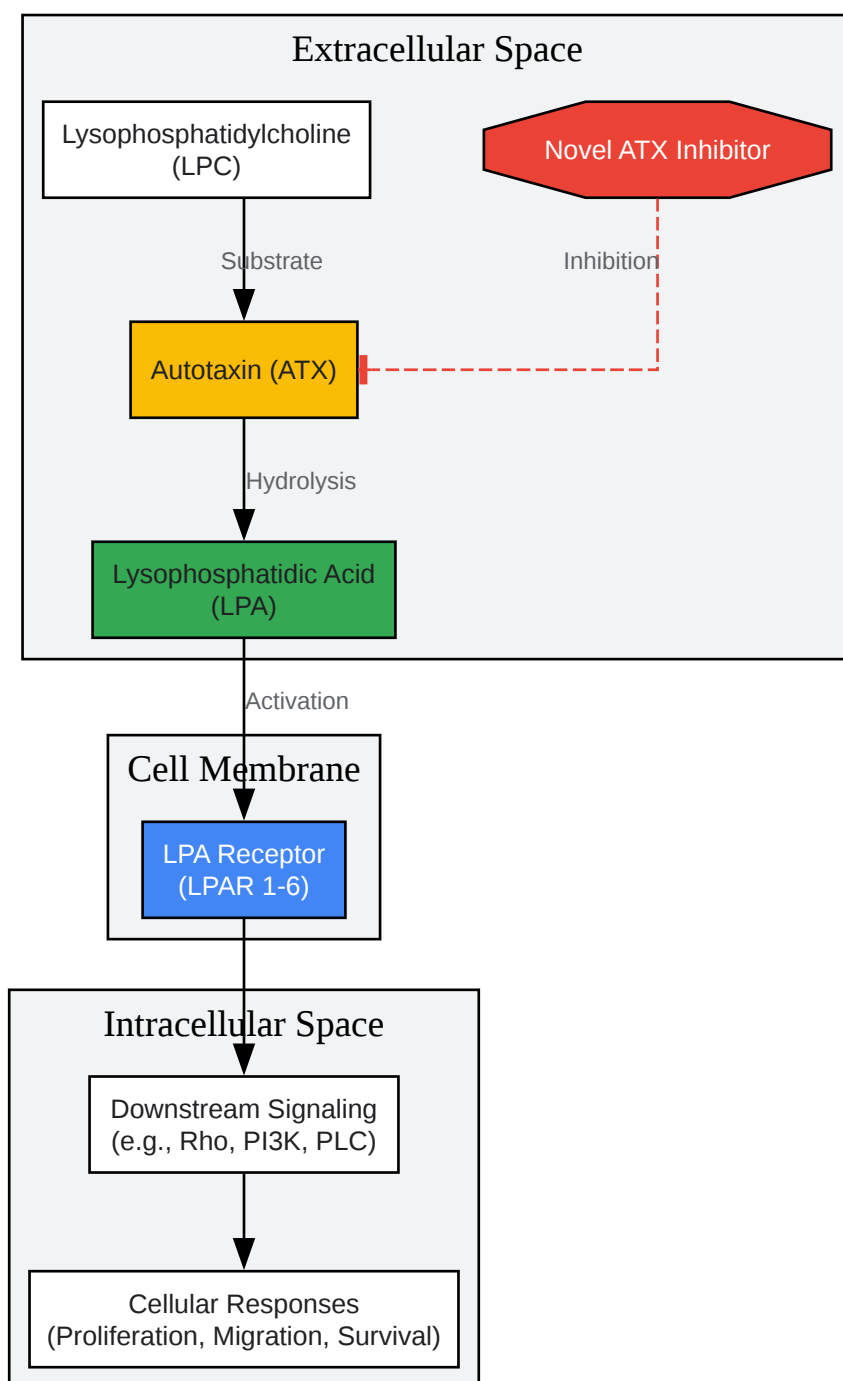 Extracellular Space
Lysophosphatidylcholine
(LPC)
Novel ATX Inhibitor
Substrate
Inhibition
Autotaxin (ATX)
Hydrolysis
Lysophosphatidic Acid
(LPA)
Activation
Cell Membrane
LPA Receptor
(LPAR 1-6)
Intracellular Space
Downstream Signaling
(e.g., Rho, PI3K, PLC)
Cellular Responses
(Proliferation, Migration, Survival)